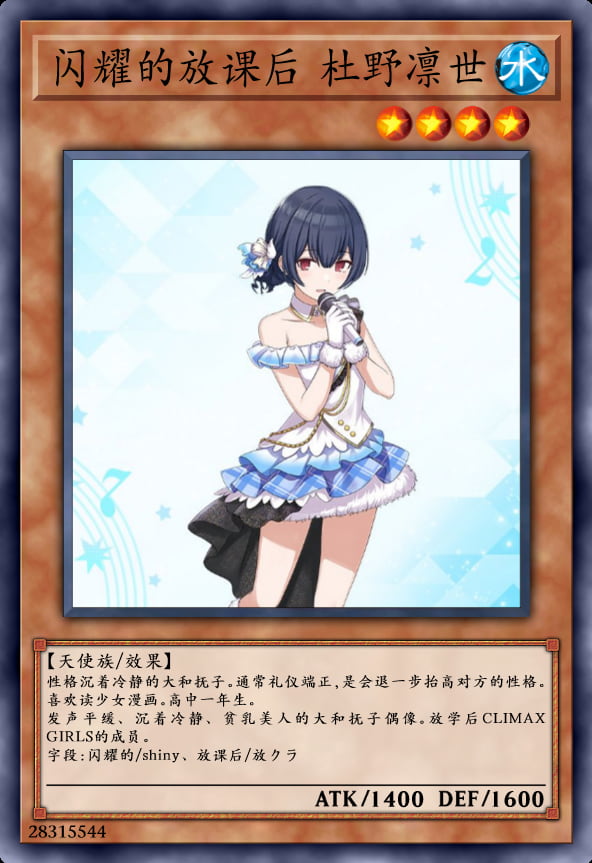 闪耀的放课后 杜野凛世
水
【天使族/效果】
性格沉着冷静的大和抚子。通常礼仪端正,是会退一步抬高对方的性格。
喜欢读少女漫画。高中一年生。
发声平缓、沉着冷静、贫乳美人的大和抚子偶像。放学后CLIMAX
GIRLS的成员。
字段:闪耀的/shiny、放课后/放クラ
ATK/1400 DEF/1600
28315544